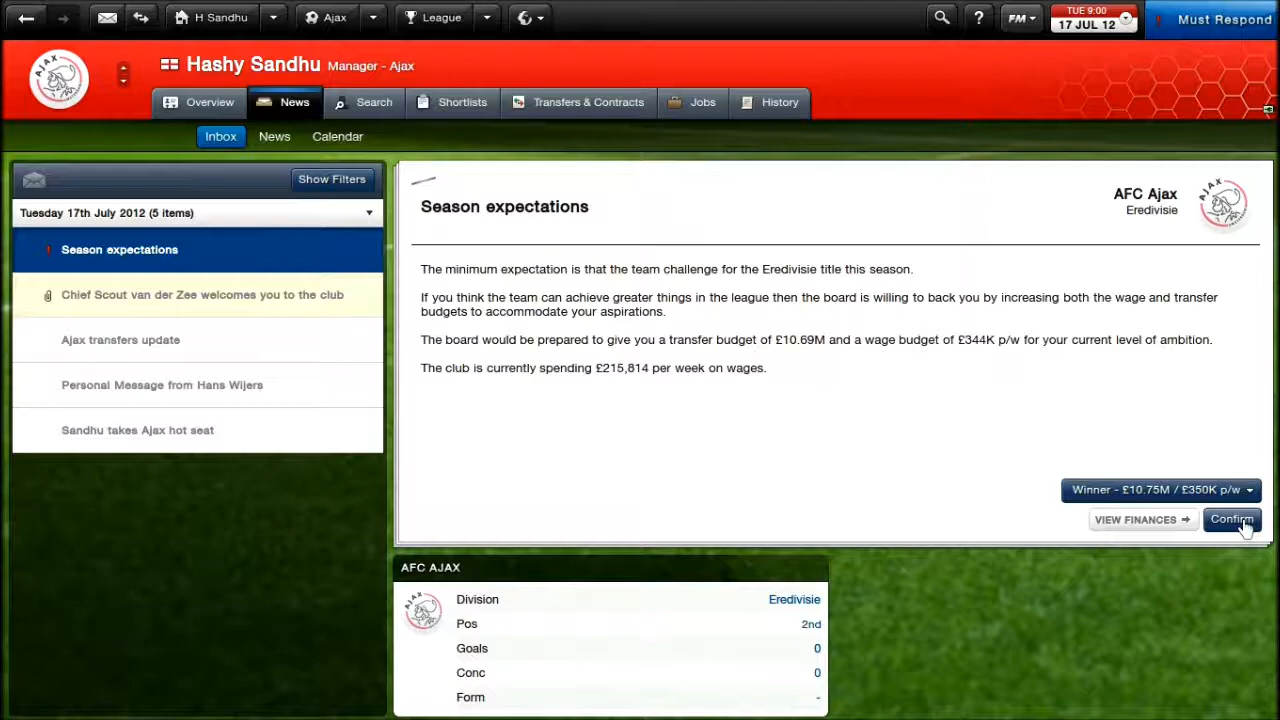 H Sandhu
Ajax
League
FM
TUE 9:00
17 JUL 12
Must Respond
AJAX
Hashy Sandhu Manager - Ajax
Overview
News
Search
Shortlists
Transfers & Contracts
Jobs
History
Inbox
News
Calendar
Show Filters
Tuesday 17th July 2012 (5 items)
Season expectations
Chief Scout van der Zee welcomes you to the club
Ajax transfers update
Personal Message from Hans Wijers
Sandhu takes Ajax hot seat
Season expectations
AFC Ajax
Eredivisie
AJAX
The minimum expectation is that the team challenge for the Eredivisie title this season.
If you think the team can achieve greater things in the league then the board is willing to back you by increasing both the wage and transfer
budgets to accommodate your aspirations.
The board would be prepared to give you a transfer budget of £10.69M and a wage budget of £344K p/w for your current level of ambition.
The club is currently spending £215,814 per week on wages.
Winner - £10.75M / £350K p/w
VIEW FINANCES
Confirm
AFC AJAX
AJAX
Division Eredivisie
Pos 2nd
Goals 0
Conc 0
Form -